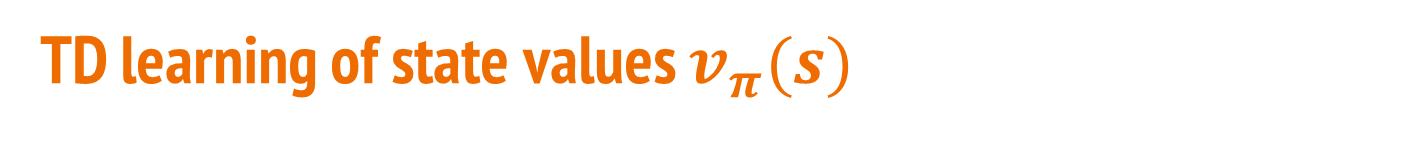 TD learning of state values 𝒗𝝅(𝒔)